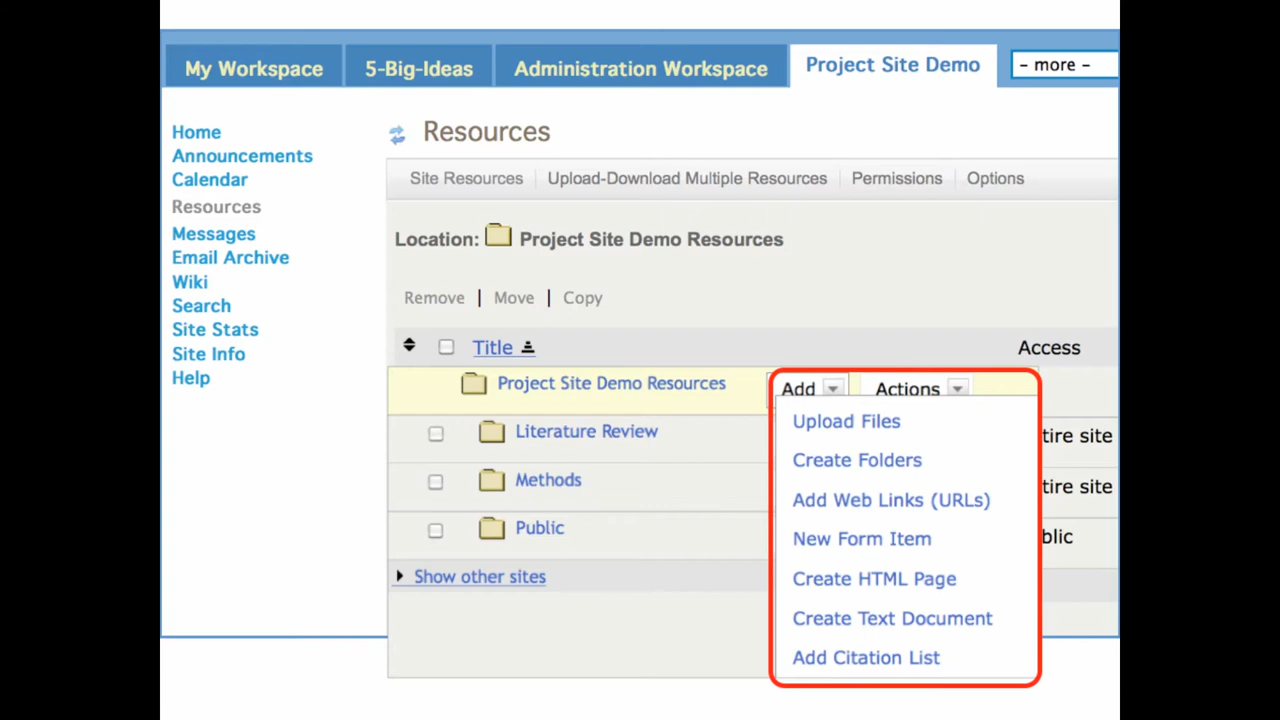 My Workspace 5-Big-Ideas Administration Workspace Project Site Demo - more -
Home
Announcements
Calendar
Resources
Messages
Email Archive
Wiki
Search
Site Stats
Site Info
Help
Resources
Site Resources Upload-Download Multiple Resources Permissions Options
Location: Project Site Demo Resources
Remove | Move | Copy
Title Access
Project Site Demo Resources Add Actions
Literature Review tire site
Methods tire site
Public blic
Show other sites
Upload Files
Create Folders
Add Web Links (URLs)
New Form Item
Create HTML Page
Create Text Document
Add Citation List